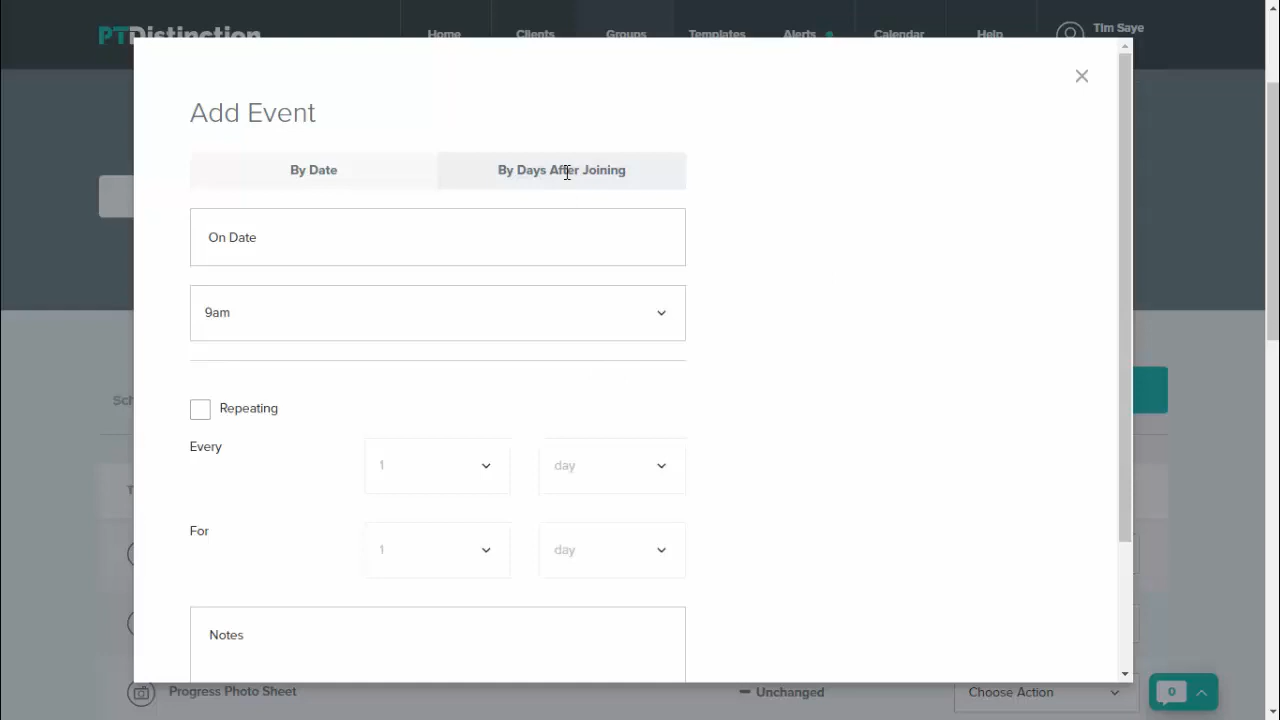 PTDistinction
Home Clients Groups Templates Alerts Calendar Help Tim Saye
Add Event
By Date By Days After Joining
On Date
9am
Repeating
Every 1 day
For 1 day
Notes
Progress Photo Sheet Unchanged Choose Action 0